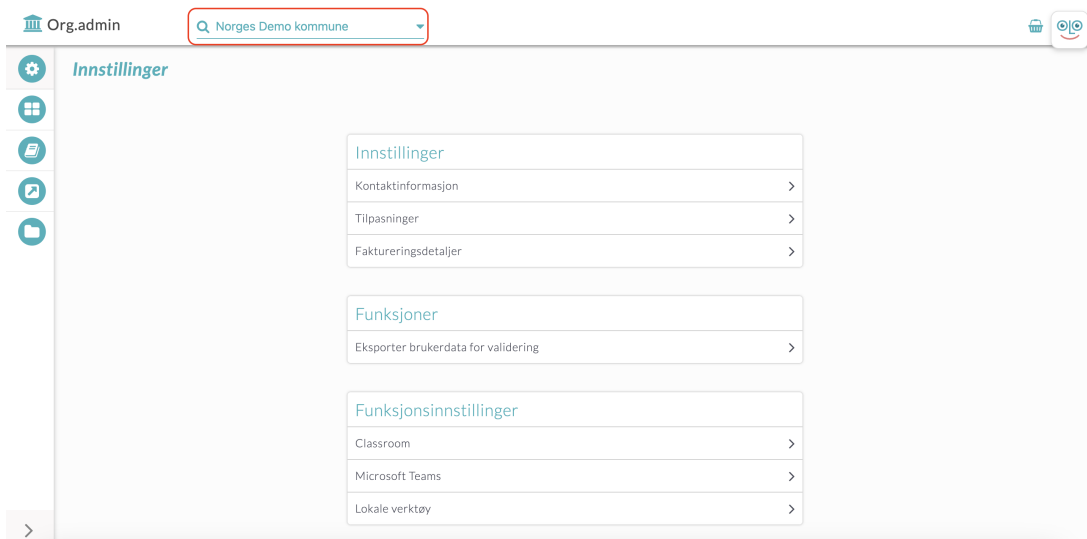 Org.admin
Norges Demo kommune
Innstillinger
Innstillinger
Kontaktinformasjon
Tilpasninger
Faktureringsdetaljer
Funksjoner
Eksporter brukerdata for validering
Funksjonsinnstillinger
Classroom
Microsoft Teams
Lokale verktøy